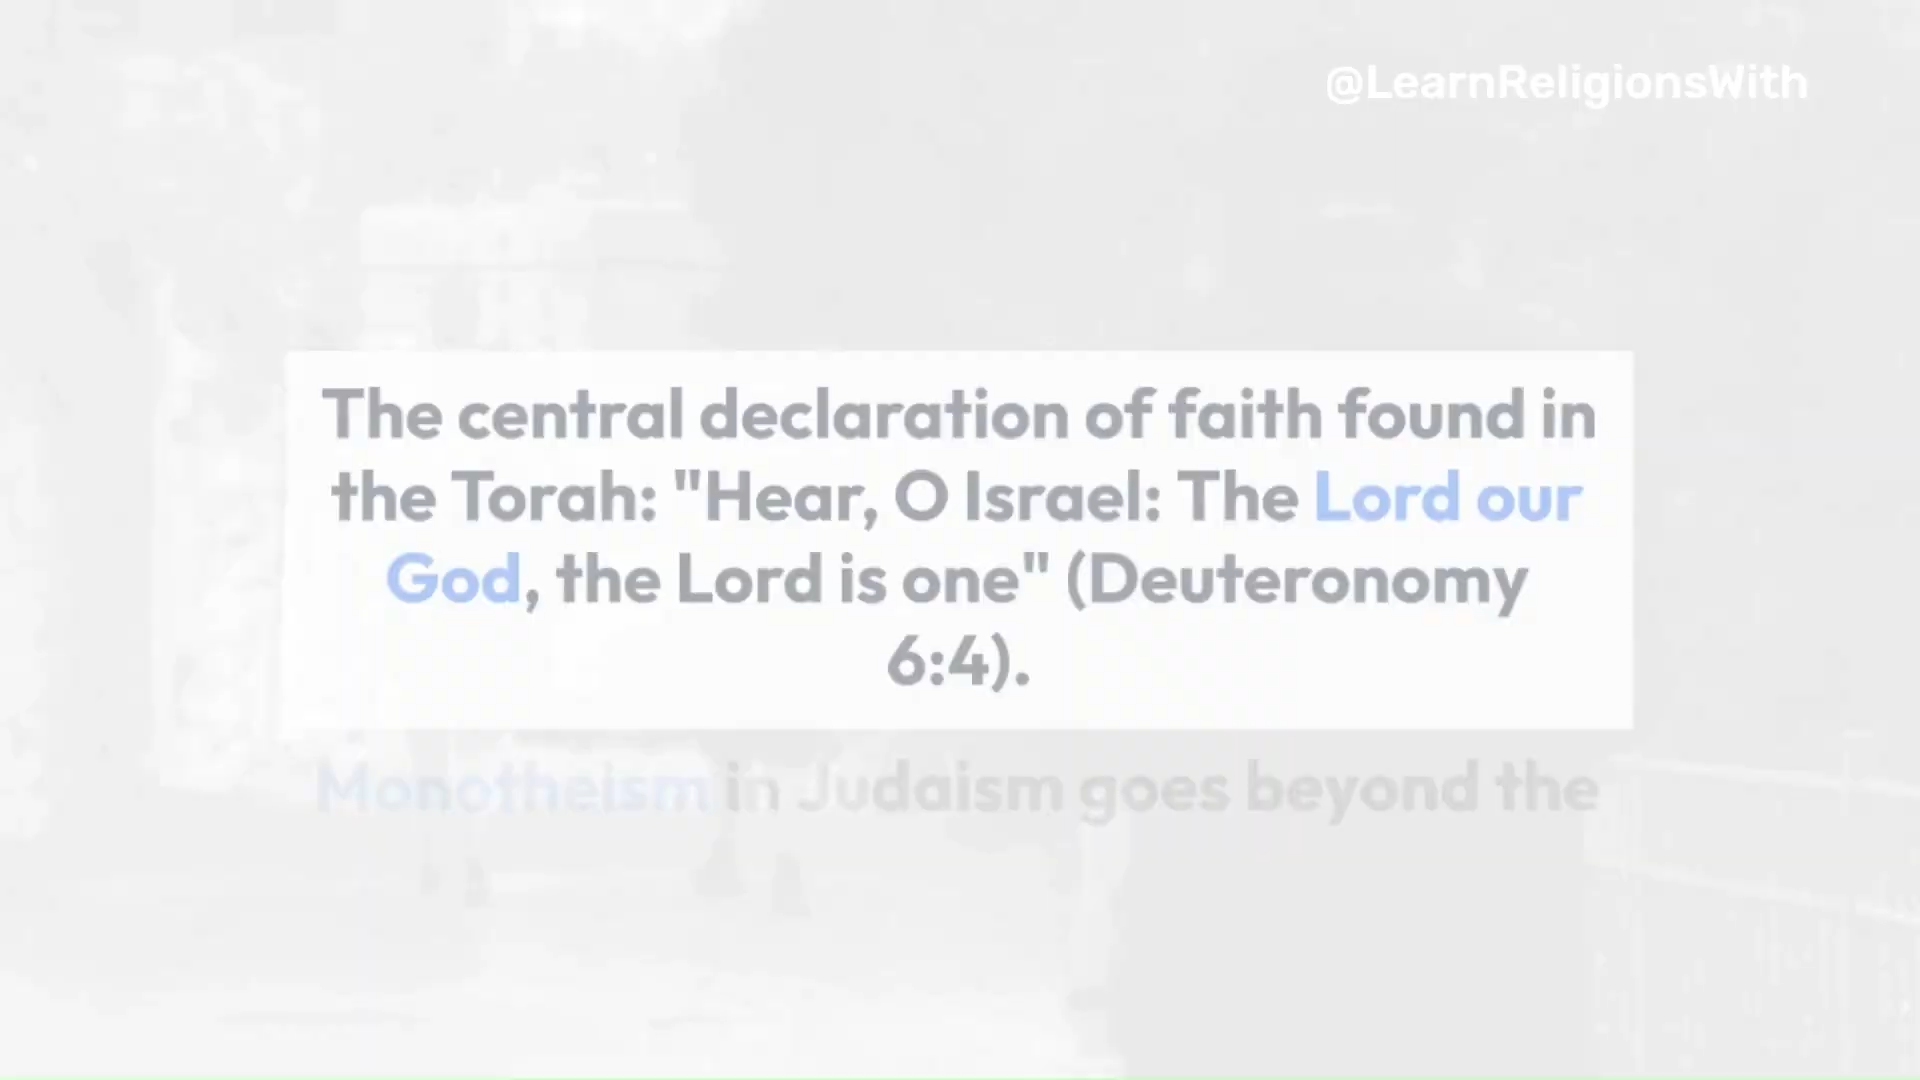 @LearnReligionsWith
The central declaration of faith found in
the Torah: "Hear, O Israel: The Lord our
God, the Lord is one" (Deuteronomy
6:4).
Monotheism in Judaism goes beyond the